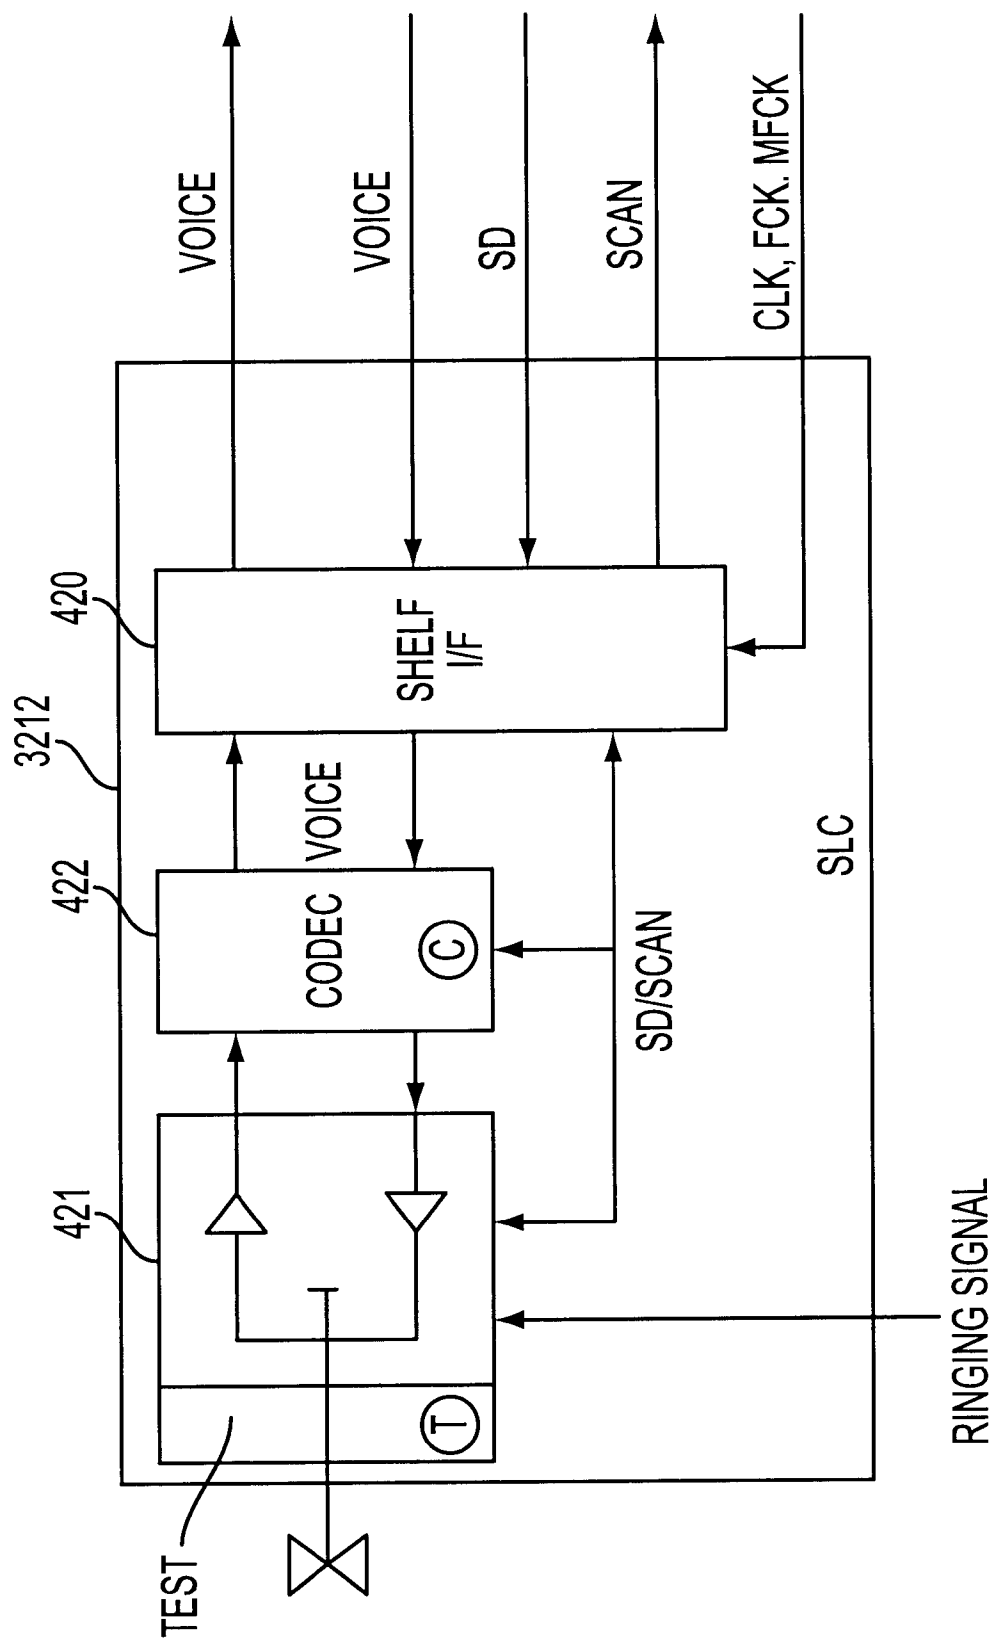 3212
421
422
420
TEST
T
CODEC
C
VOICE
SHELF
I/F
SD/SCAN
SLC
RINGING SIGNAL
VOICE
VOICE
SD
SCAN
CLK, FCK. MFCK